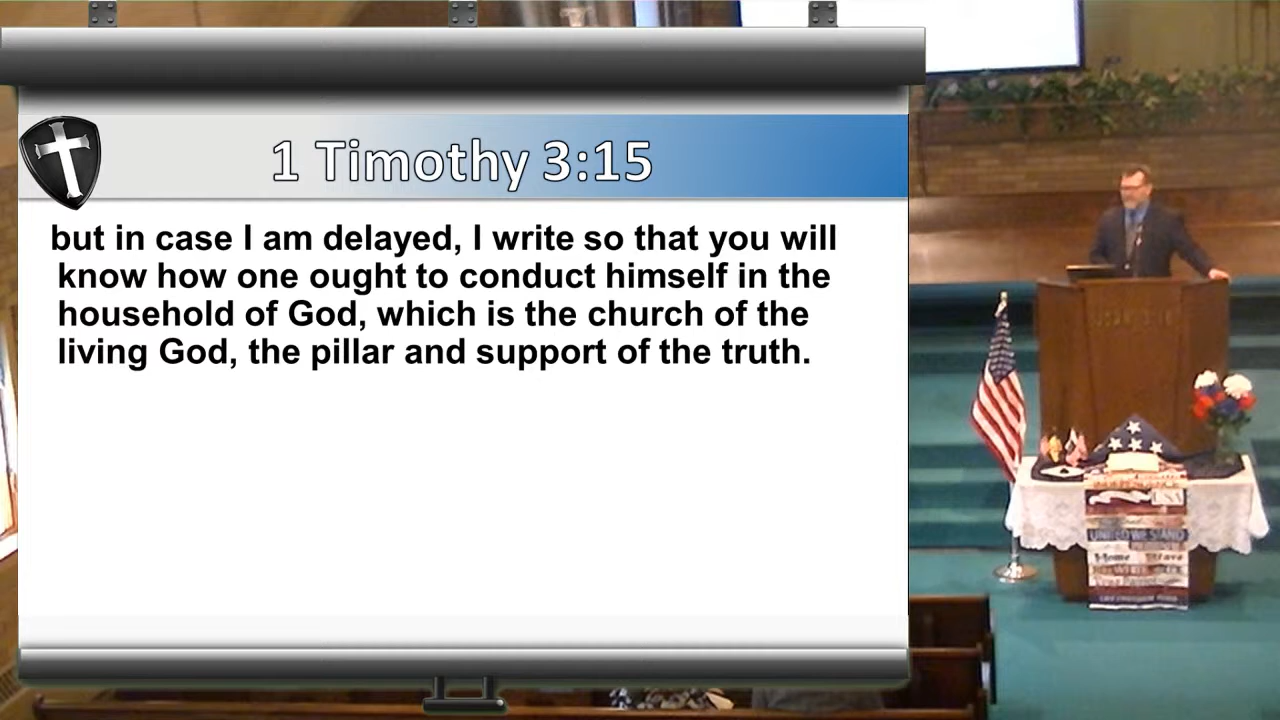 1 Timothy 3:15
but in case I am delayed, I write so that you will
know how one ought to conduct himself in the
household of God, which is the church of the
living God, the pillar and support of the truth.
USA
UNITED WE STAND